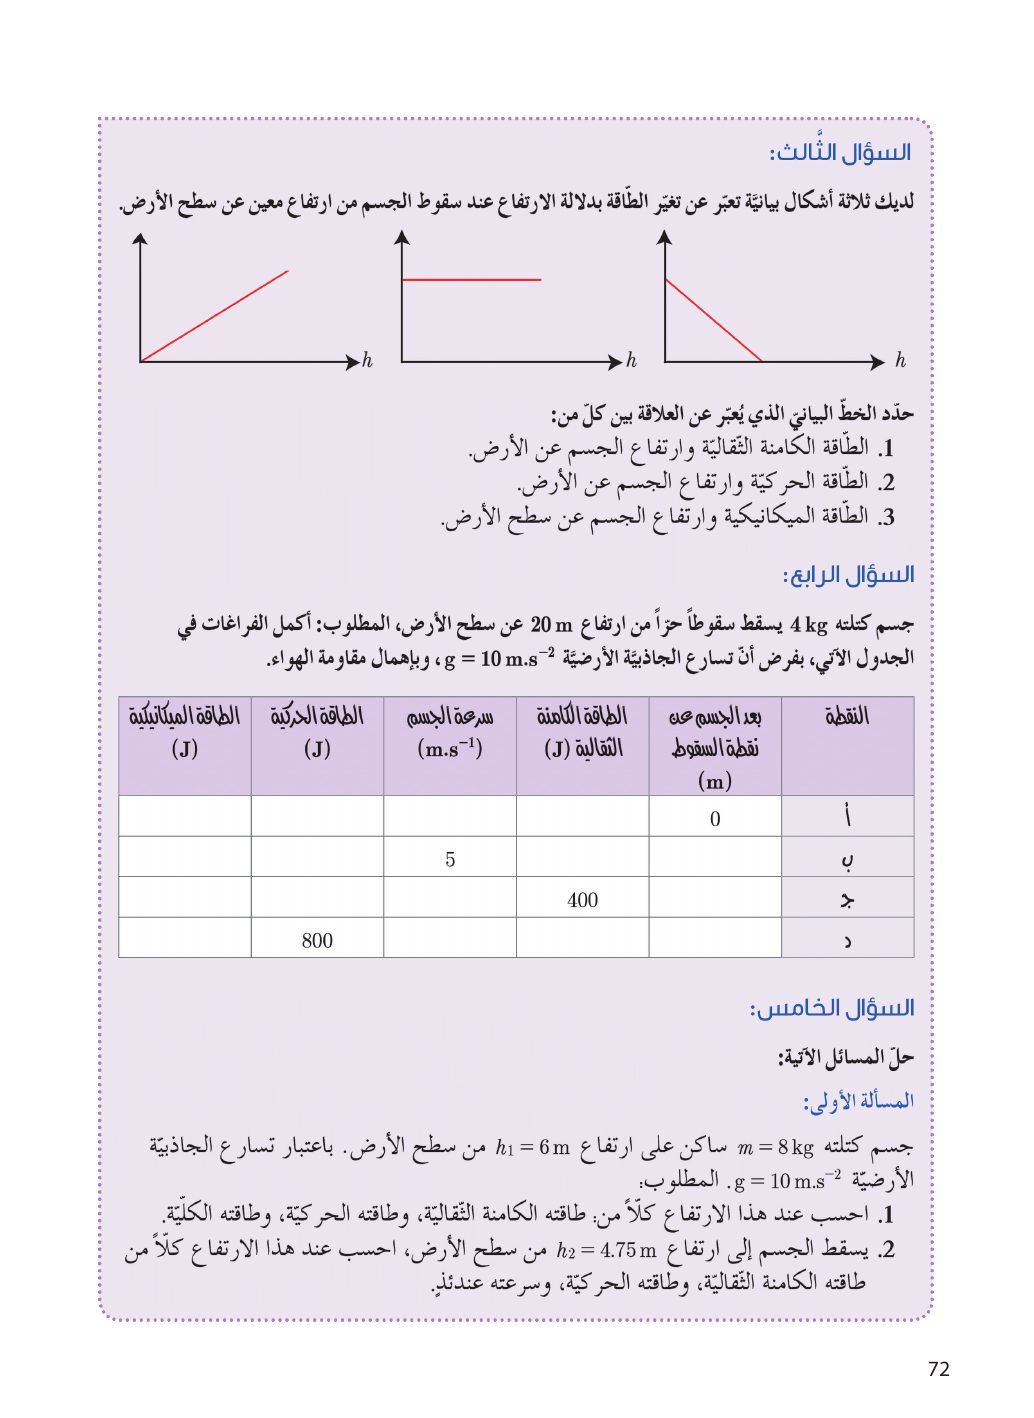 السؤال الثَّالث:
لديك ثلاثة أشكال بيانيَّة تعبّر عن تغيّر الطّاقة بدلالة الارتفاع عند سقوط الجسم من ارتفاع معين عن سطح الأرض.
h h h
حدّد الخطّ البيانيّ الذي يُعبّر عن العلاقة بين كلّ من:
1. الطّاقة الكامنة الثّقاليّة وارتفاع الجسم عن الأرض.
2. الطّاقة الحركيّة وارتفاع الجسم عن الأرض.
3. الطّاقة الميكانيكية وارتفاع الجسم عن سطح الأرض.
السؤال الرابع:
جسم كتلته 4 kg يسقط سقوطاً حرّاً من ارتفاع 20 m عن سطح الأرض، المطلوب: أكمل الفراغات في
الجدول الآتي، بفرض أنّ تسارع الجاذبيَّة الأرضيَّة g = 10 m.s⁻²، وبإهمال مقاومة الهواء.
النقطة بعد الجسم عن الطاقة الكامنة سرعة الجسم الطاقة الحركية الطاقة الميكانيكية
نقطة السقوط الثقالية (J) (m.s⁻¹) (J) (J)
(m)
أ 0
ب 5
ج 400
د 800
السؤال الخامس:
حلّ المسائل الآتية:
المسألة الأولى:
جسم كتلته m = 8 kg ساكن على ارتفاع h1 = 6 m من سطح الأرض. باعتبار تسارع الجاذبيّة
الأرضيّة g = 10 m.s⁻². المطلوب:
1. احسب عند هذا الارتفاع كلّاً من: طاقته الكامنة الثّقاليّة، وطاقته الحركيّة، وطاقته الكليّة.
2. يسقط الجسم إلى ارتفاع h2 = 4.75 m من سطح الأرض، احسب عند هذا الارتفاع كلّاً من
طاقته الكامنة الثّقاليّة، وطاقته الحركيّة، وسرعته عندئذٍ.
72